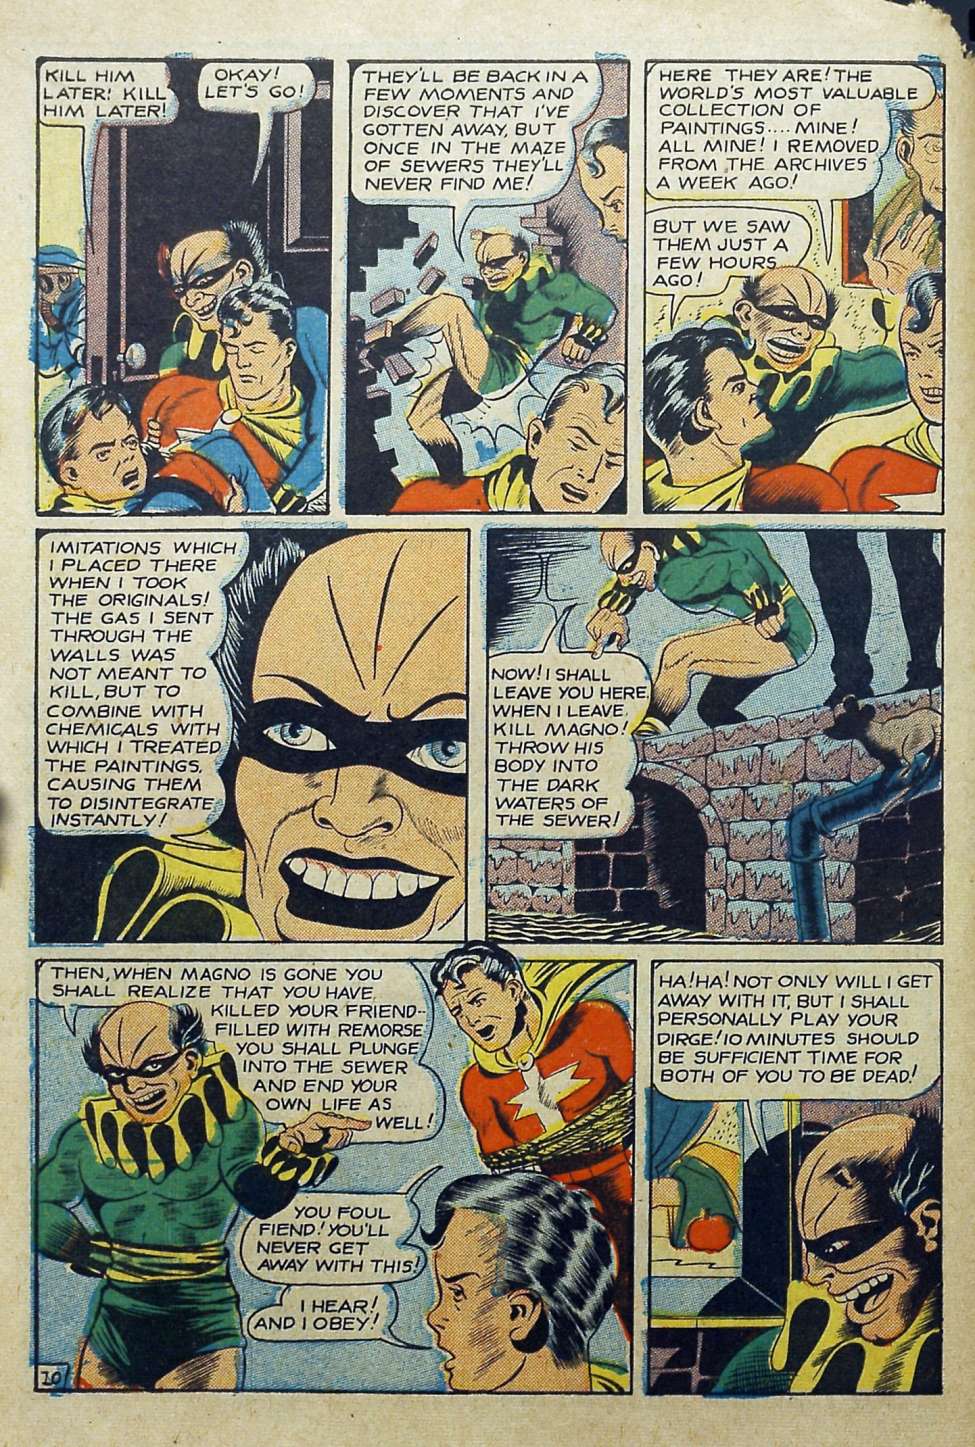 KILL HIM
LATER! KILL
HIM LATER!
OKAY!
LET'S GO!
THEY'LL BE BACK IN A
FEW MOMENTS AND
DISCOVER THAT I'VE
GOTTEN AWAY, BUT
ONCE IN THE MAZE
OF SEWERS THEY'LL
NEVER FIND ME!
HERE THEY ARE! THE
WORLD'S MOST VALUABLE
COLLECTION OF
PAINTINGS.... MINE!
ALL MINE! I REMOVED
FROM THE ARCHIVES
A WEEK AGO!
BUT WE SAW
THEM JUST A
FEW HOURS
AGO!
IMITATIONS WHICH
I PLACED THERE
WHEN I TOOK
THE ORIGINALS!
THE GAS I SENT
THROUGH THE
WALLS WAS
NOT MEANT TO
KILL, BUT TO
COMBINE WITH
CHEMICALS WITH
WHICH I TREATED
THE PAINTINGS,
CAUSING THEM
TO DISINTEGRATE
INSTANTLY!
NOW! I SHALL
LEAVE YOU HERE,
WHEN I LEAVE,
KILL MAGNO!
THROW HIS
BODY INTO
THE DARK
WATERS OF
THE SEWER!
THEN, WHEN MAGNO IS GONE YOU
SHALL REALIZE THAT YOU HAVE
KILLED YOUR FRIEND--
FILLED WITH REMORSE
YOU SHALL PLUNGE
INTO THE SEWER
AND END YOUR
OWN LIFE AS
WELL!
YOU FOUL
FIEND! YOU'LL
NEVER GET
AWAY WITH THIS!
I HEAR!
AND I OBEY!
HA! HA! NOT ONLY WILL I GET
AWAY WITH IT, BUT I SHALL
PERSONALLY PLAY YOUR
DIRGE! 10 MINUTES SHOULD
BE SUFFICIENT TIME FOR
BOTH OF YOU TO BE DEAD!
10